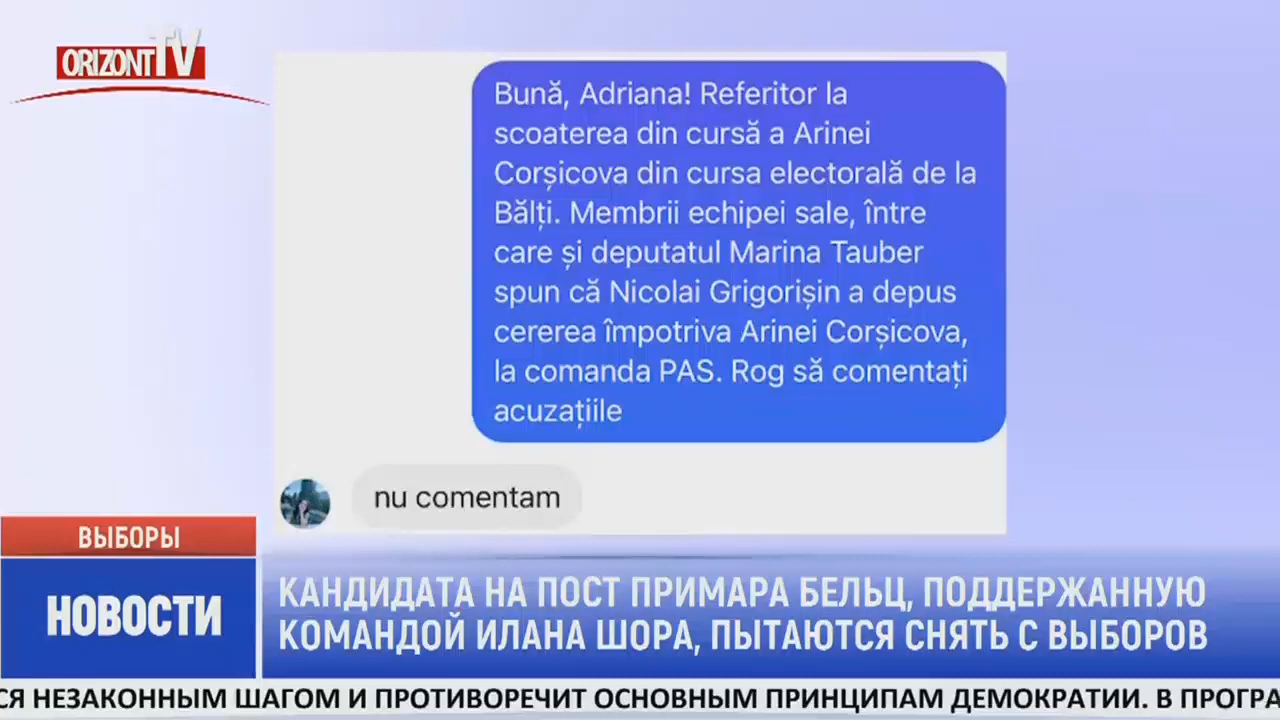 ORIZONT TV
Bună, Adriana! Referitor la
scoaterea din cursă a Arinei
Corșicova din cursa electorală de la
Bălți. Membrii echipei sale, între
care și deputatul Marina Tauber
spun că Nicolai Grigorișin a depus
cererea împotriva Arinei Corșicova,
la comanda PAS. Rog să comentați
acuzațiile
nu comentam
ВЫБОРЫ
НОВОСТИ
КАНДИДАТА НА ПОСТ ПРИМАРА БЕЛЬЦ, ПОДДЕРЖАННУЮ
КОМАНДОЙ ИЛАНА ШОРА, ПЫТАЮТСЯ СНЯТЬ С ВЫБОРОВ
СЯ НЕЗАКОННЫМ ШАГОМ И ПРОТИВОРЕЧИТ ОСНОВНЫМ ПРИНЦИПАМ ДЕМОКРАТИИ. В ПРОГРА